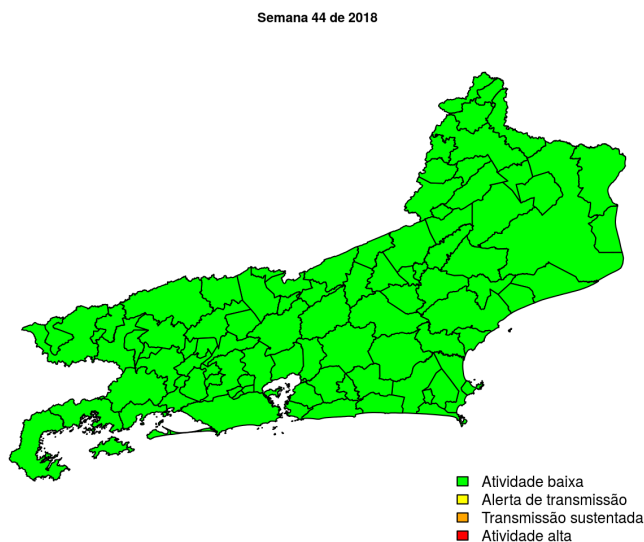 Semana 44 de 2018
Atividade baixa
Alerta de transmissão
Transmissão sustentada
Atividade alta